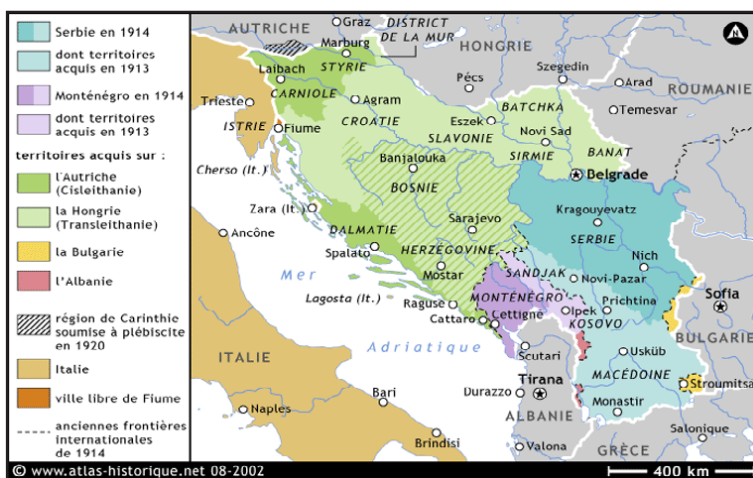 Serbie en 1914
dont territoires
acquis en 1913
Monténégro en 1914
dont territoires
acquis en 1913
territoires acquis sur :
l'Autriche
(Cisleithanie)
la Hongrie
(Transleithanie)
la Bulgarie
l'Albanie
région de Carinthie
soumise à plébiscite
en 1920
Italie
ville libre de Fiume
anciennes frontières
internationales
de 1914
AUTRICHE
Graz
DISTRICT
DE LA MUR
HONGRIE
N
Marburg
STYRIE
Laibach
CARNIOLE
Pécs
Szegedin
Arad
ROUMANIE
Trieste
Agram
BATCHKA
Temesvar
ISTRIE
Fiume
CROATIE
Eszek
SLAVONIE
Novi Sad
SIRMIE
BANAT
Cherso (It.)
Banjalouka
BOSNIE
Belgrade
Kragouyevatz
Zara (It.)
Ancône
DALMATIE
Sarajevo
SERBIE
Spalato
HERZÉGOVINE
Nich
Mer
Mostar
SANDJAK
Novi-Pazar
Lagosta (It.)
MONTÉNÉGRO
Prichtina
Sofia
Raguse
Ipek
Cattaro
Cettigne
KOSOVO
BULGARIE
Adriatique
ITALIE
Scutari
Usküb
Tirana
MACÉDOINE
Stroumitsa
Bari
Durazzo
Naples
ALBANIE
Monastir
Brindisi
Salonique
Valona
GRÈCE
© www.atlas-historique.net 08-2002
400 km